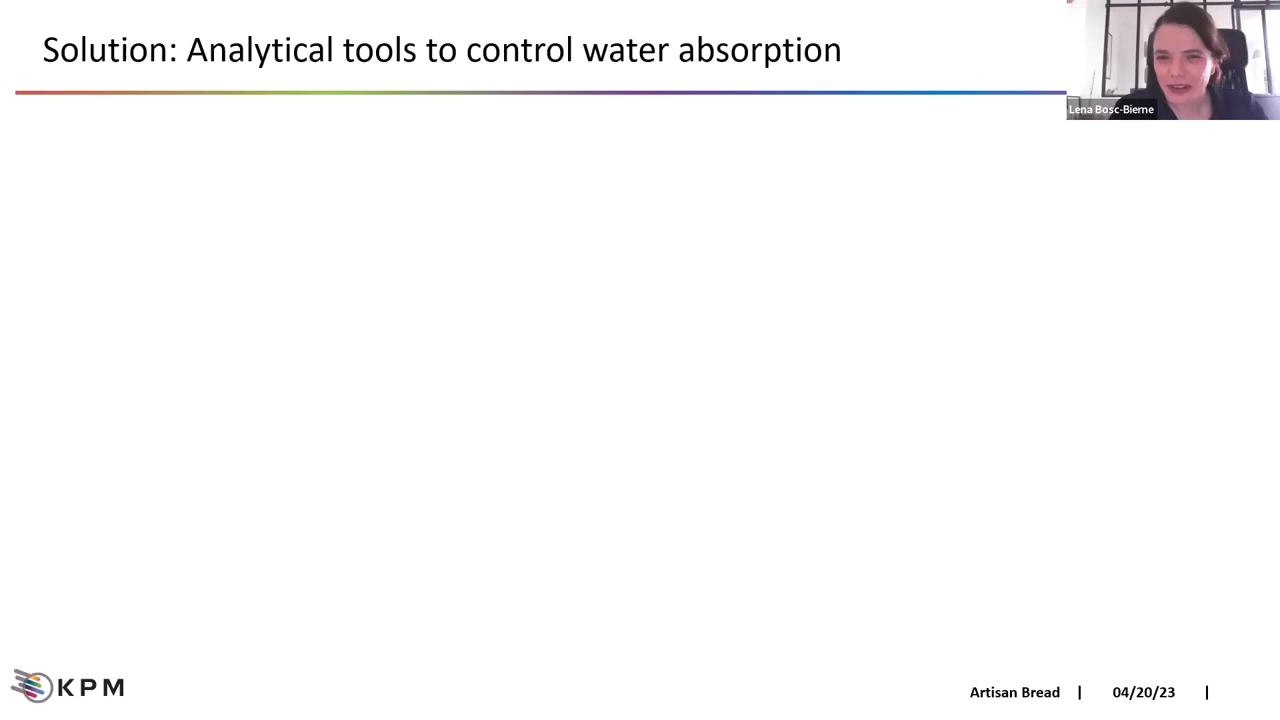 Solution: Analytical tools to control water absorption
Lena Bosc-Bierne
KPM
Artisan Bread | 04/20/23 |